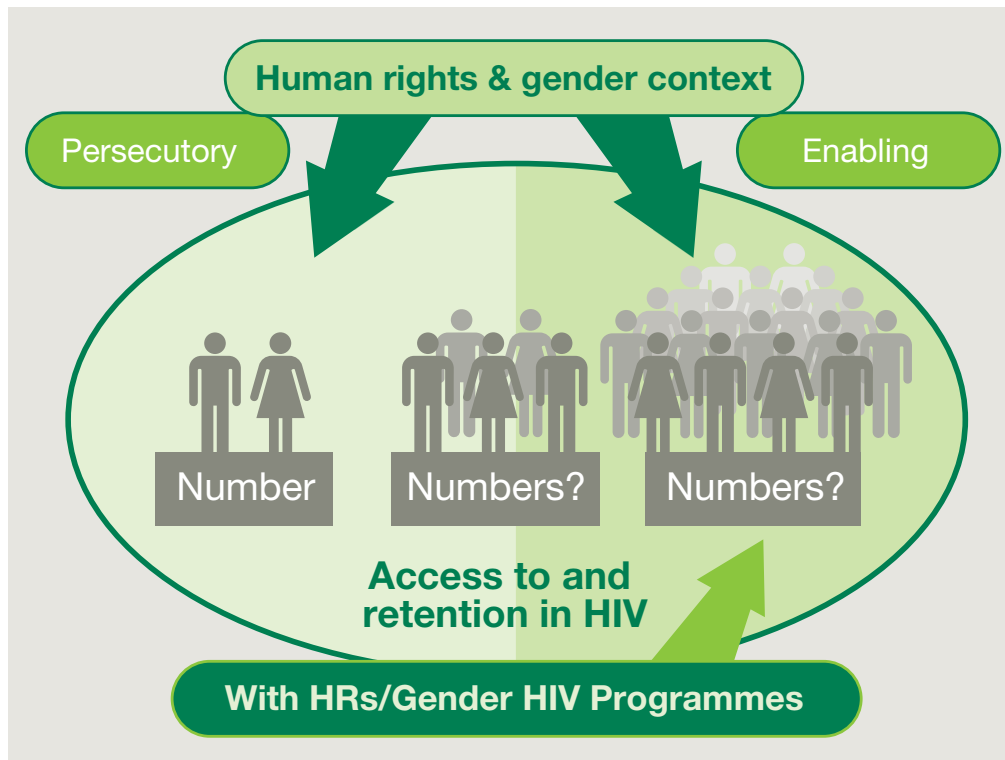 Human rights & gender context
Persecutory
Enabling
Number
Numbers?
Numbers?
Access to and
retention in HIV
With HRs/Gender HIV Programmes